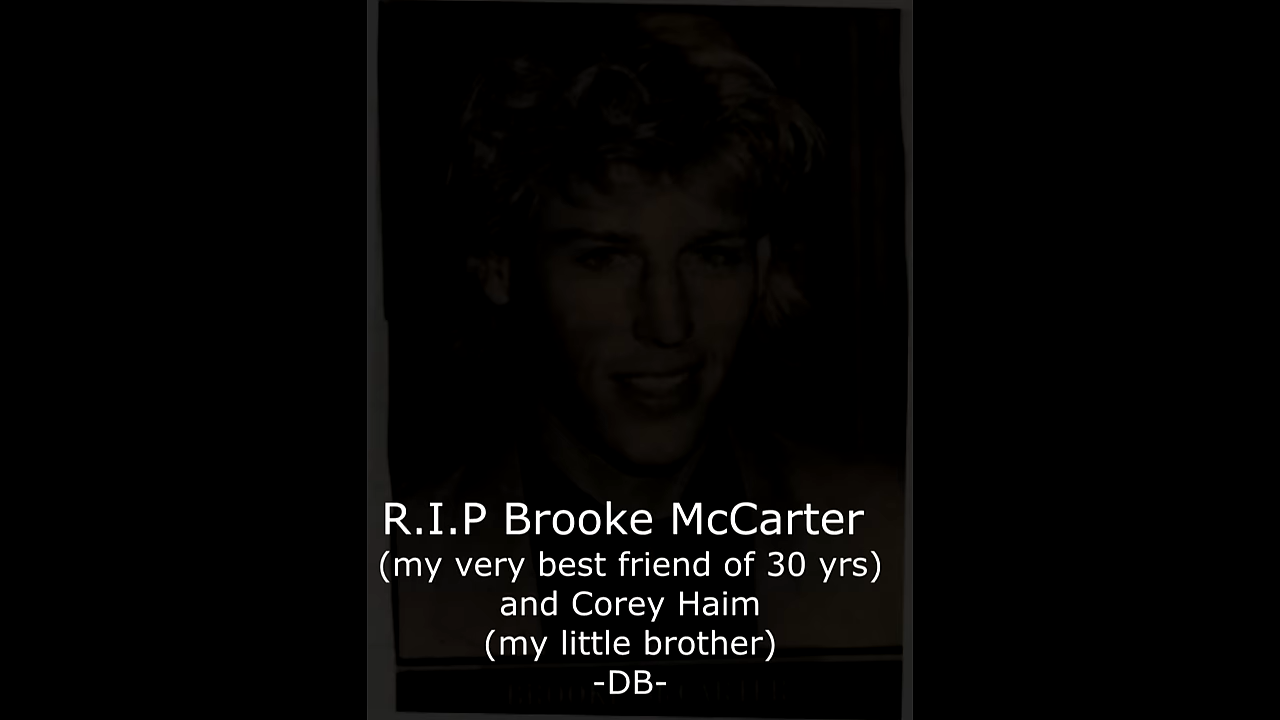 R.I.P Brooke McCarter
(my very best friend of 30 yrs)
and Corey Haim
(my little brother)
-DB-